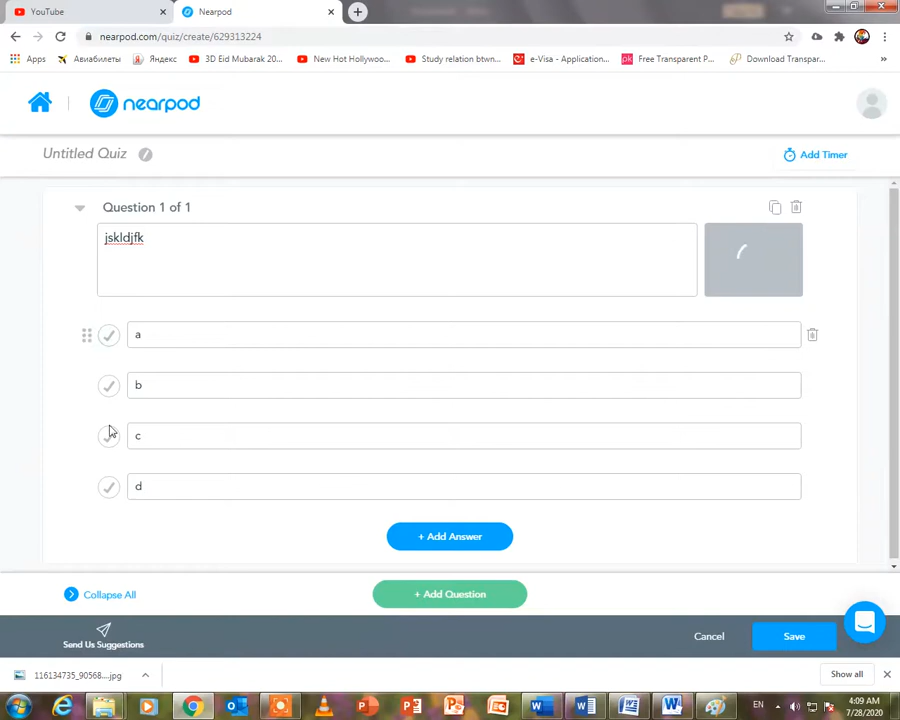 YouTube
Nearpod
nearpod.com/quiz/create/629313224
Apps
Авиабилеты
Яндекс
3D Eid Mubarak 20...
New Hot Hollywoo...
Study relation btwn...
e-Visa - Application...
Free Transparent P...
Download Transpar...
»
nearpod
Untitled Quiz
Add Timer
Question 1 of 1
jskldjfk
a
b
c
d
+ Add Answer
Collapse All
+ Add Question
Send Us Suggestions
Cancel
Save
116134735_90568....jpg
Show all
EN
4:09 AM
7/28/2020